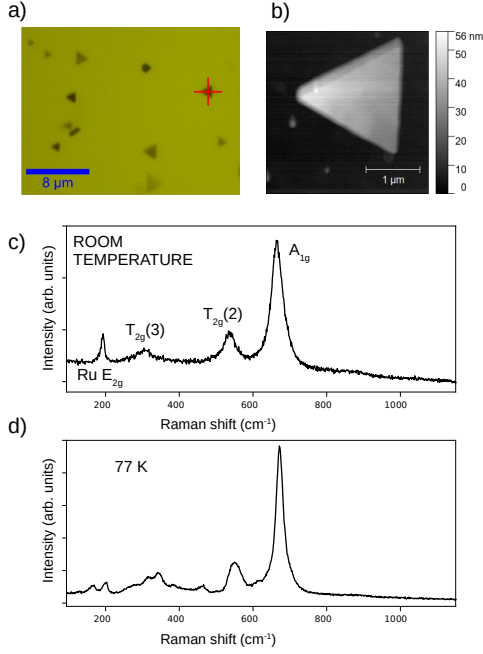 a)
b)
8 µm
56 nm
50
40
30
20
10
0
1 µm
c)
ROOM
TEMPERATURE
A1g
T2g(2)
T2g(3)
Ru E2g
Intensity (arb. units)
200
400
600
800
1000
Raman shift (cm-1)
d)
77 K
Intensity (arb. units)
200
400
600
800
1000
Raman shift (cm-1)